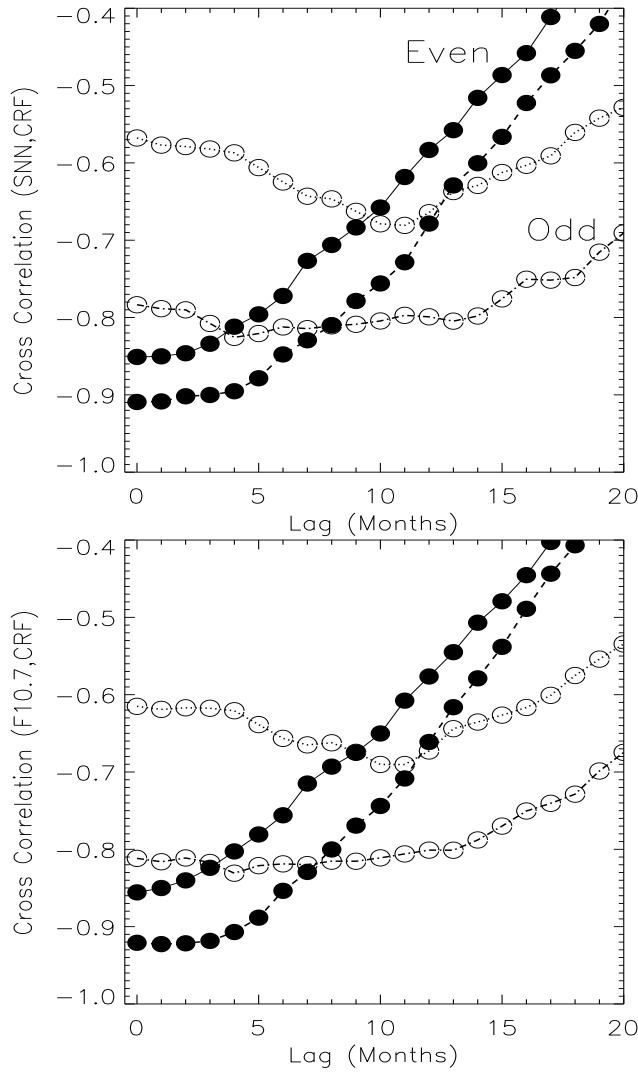 −0.4
Even
−0.5
−0.6
−0.7
Odd
−0.8
−0.9
−1.0
Cross Correlation (SNN,CRF)
0 5 10 15 20
Lag (Months)
−0.4
−0.5
−0.6
−0.7
−0.8
−0.9
−1.0
Cross Correlation (F10.7,CRF)
0 5 10 15 20
Lag (Months)